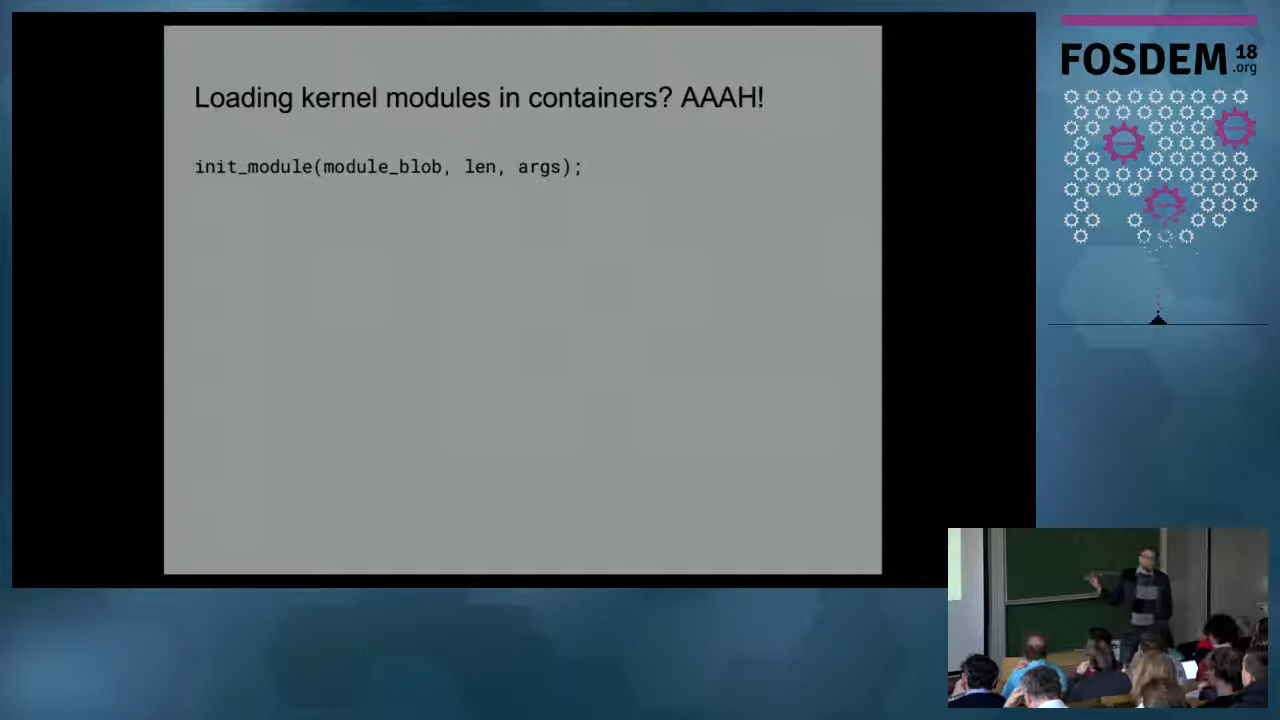 Loading kernel modules in containers? AAAH!
init_module(module_blob, len, args);
FOSDEM 18
.org